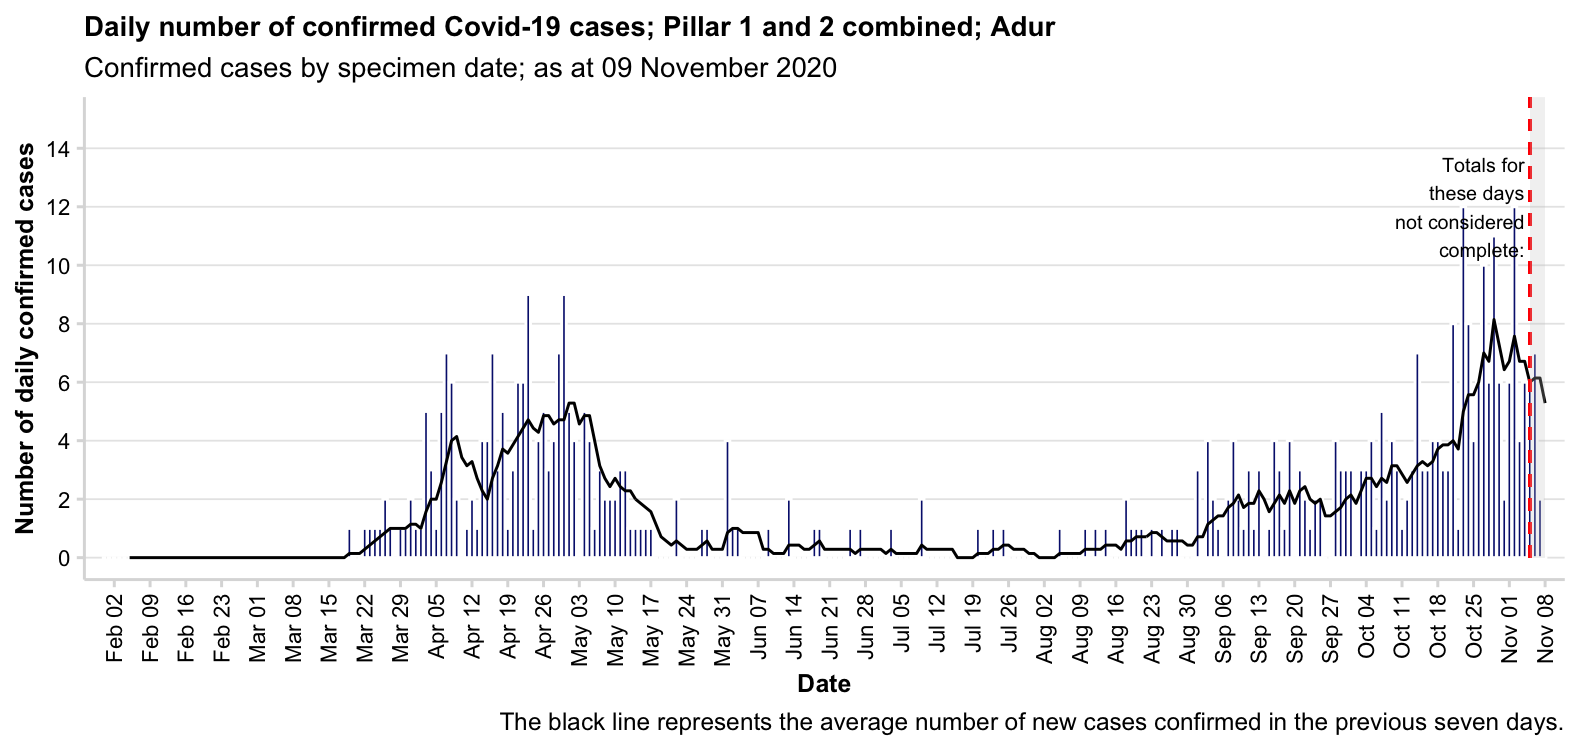 Daily number of confirmed Covid-19 cases; Pillar 1 and 2 combined; Adur
Confirmed cases by specimen date; as at 09 November 2020
Number of daily confirmed cases
14
12
10
8
6
4
2
0
Totals for
these days
not considered
complete:
Feb 02
Feb 09
Feb 16
Feb 23
Mar 01
Mar 08
Mar 15
Mar 22
Mar 29
Apr 05
Apr 12
Apr 19
Apr 26
May 03
May 10
May 17
May 24
May 31
Jun 07
Jun 14
Jun 21
Jun 28
Jul 05
Jul 12
Jul 19
Jul 26
Aug 02
Aug 09
Aug 16
Aug 23
Aug 30
Sep 06
Sep 13
Sep 20
Sep 27
Oct 04
Oct 11
Oct 18
Oct 25
Nov 01
Nov 08
Date
The black line represents the average number of new cases confirmed in the previous seven days.